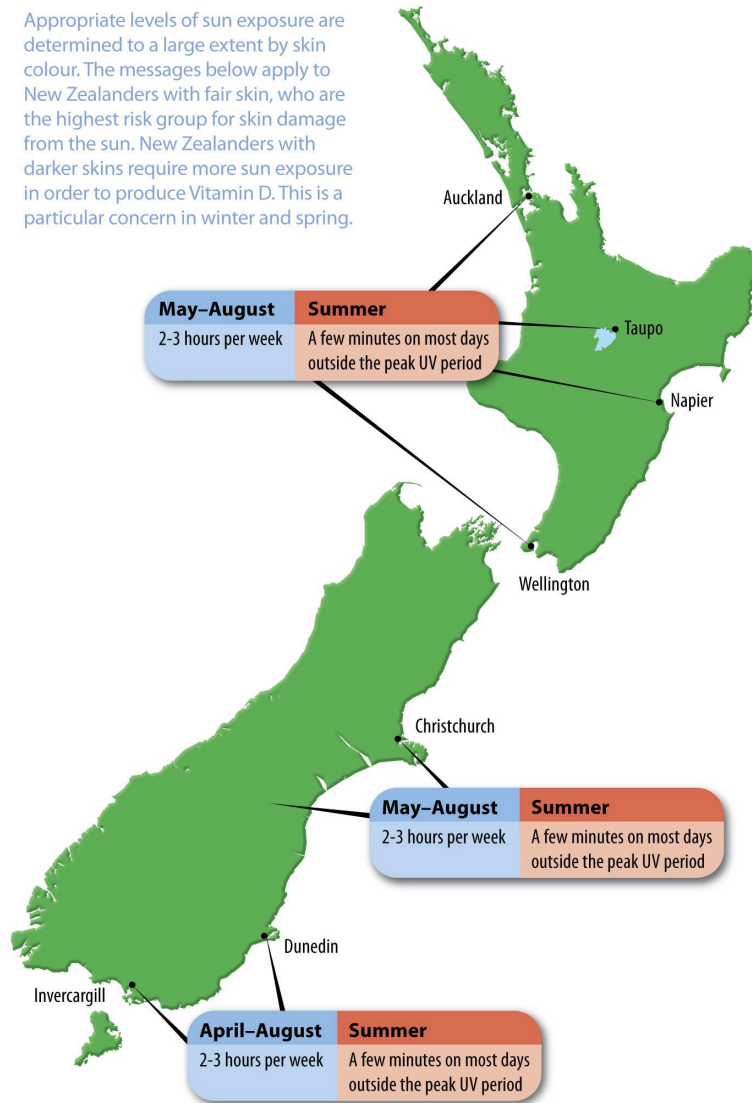 Appropriate levels of sun exposure are
determined to a large extent by skin
colour. The messages below apply to
New Zealanders with fair skin, who are
the highest risk group for skin damage
from the sun. New Zealanders with
darker skins require more sun exposure
in order to produce Vitamin D. This is a
particular concern in winter and spring.
Auckland
May–August Summer
2-3 hours per week A few minutes on most days
outside the peak UV period
Taupo
Napier
Wellington
Christchurch
May–August Summer
2-3 hours per week A few minutes on most days
outside the peak UV period
Dunedin
Invercargill
April–August Summer
2-3 hours per week A few minutes on most days
outside the peak UV period